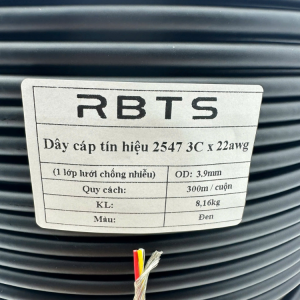 RBTS
Dây cáp tín hiệu 2547 3C x 22awg
(1 lớp lưới chống nhiễu) OD: 3.9mm
Quy cách: 300m / cuộn
KL: 8,16kg
Màu: Đen